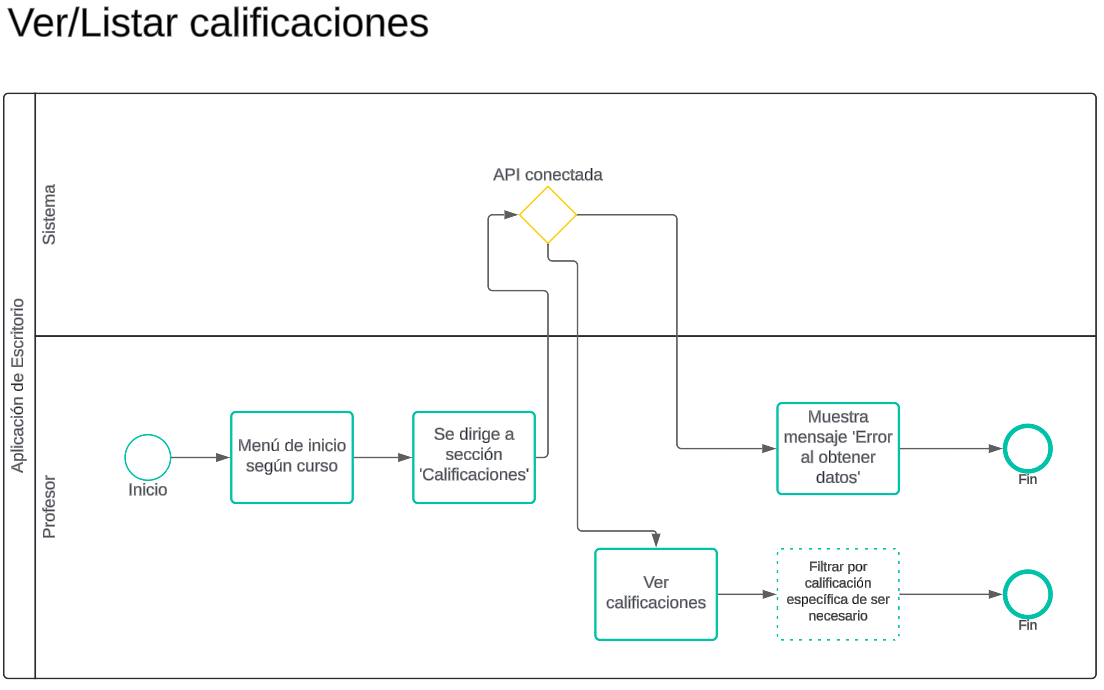 Ver/Listar calificaciones
Aplicación de Escritorio
Sistema
API conectada
Profesor
Inicio
Menú de inicio
según curso
Se dirige a
sección
'Calificaciones'
Muestra
mensaje 'Error
al obtener
datos'
Fin
Ver
calificaciones
Filtrar por
calificación
específica de ser
necesario
Fin